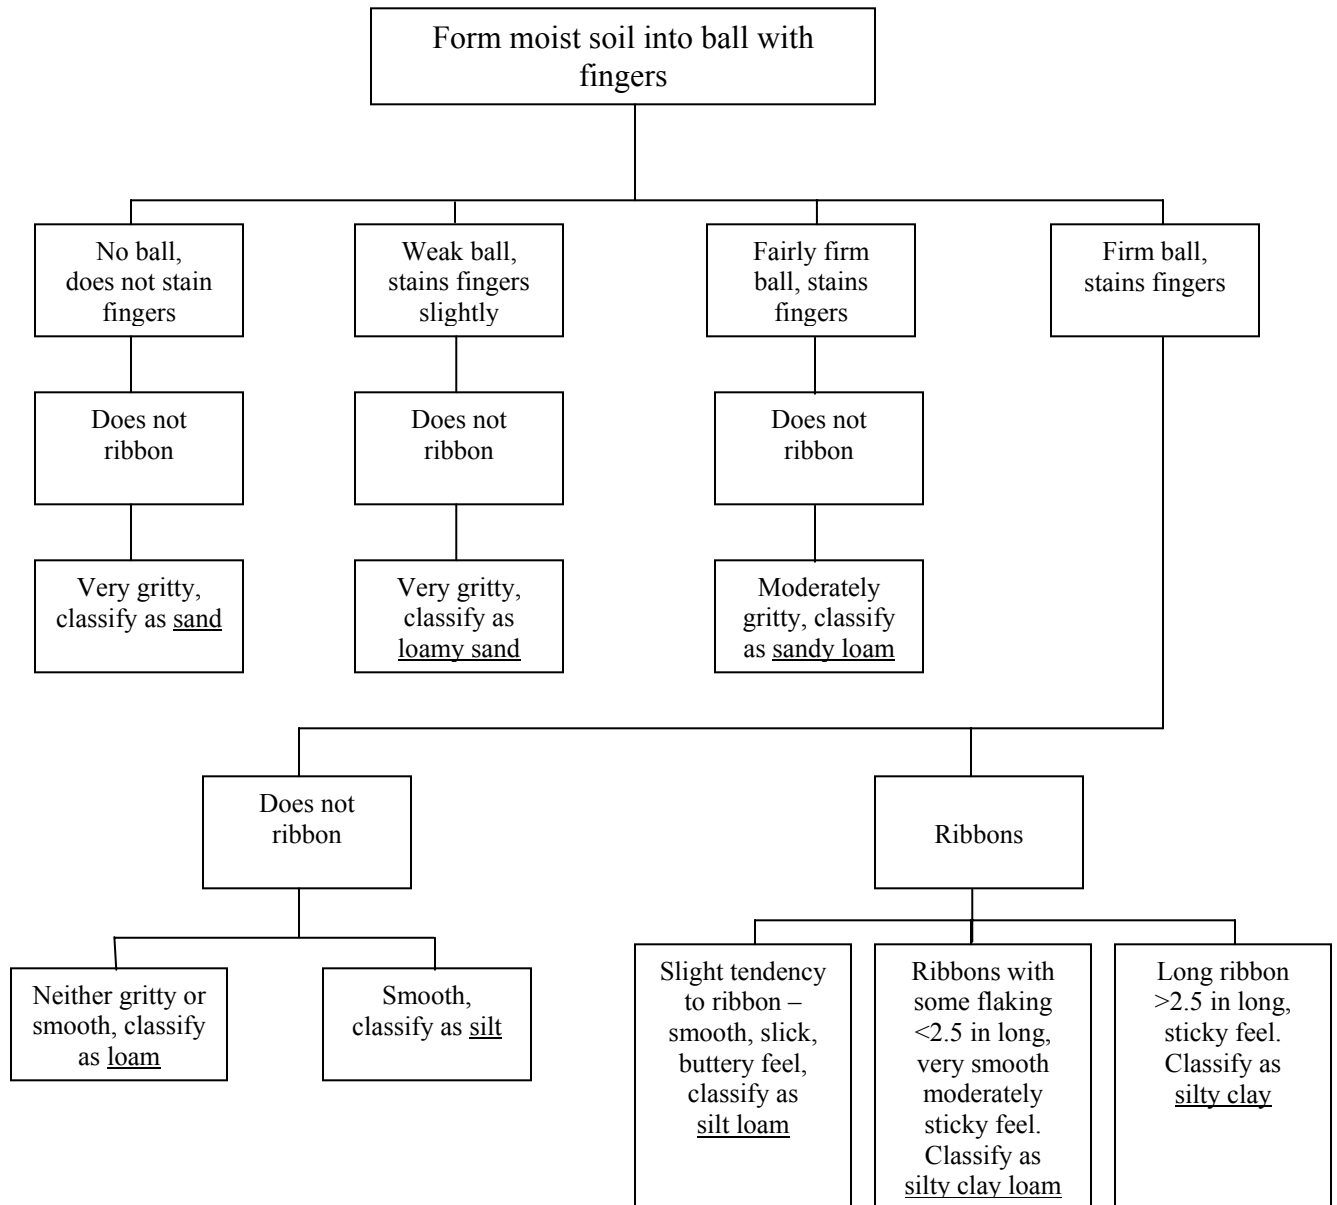 Form moist soil into ball with
fingers
No ball,
does not stain
fingers
Weak ball,
stains fingers
slightly
Fairly firm
ball, stains
fingers
Firm ball,
stains fingers
Does not
ribbon
Does not
ribbon
Does not
ribbon
Very gritty,
classify as sand
Very gritty,
classify as
loamy sand
Moderately
gritty, classify
as sandy loam
Does not
ribbon
Ribbons
Neither gritty or
smooth, classify
as loam
Smooth,
classify as silt
Slight tendency
to ribbon –
smooth, slick,
buttery feel,
classify as
silt loam
Ribbons with
some flaking
<2.5 in long,
very smooth
moderately
sticky feel.
Classify as
silty clay loam
Long ribbon
>2.5 in long,
sticky feel.
Classify as
silty clay